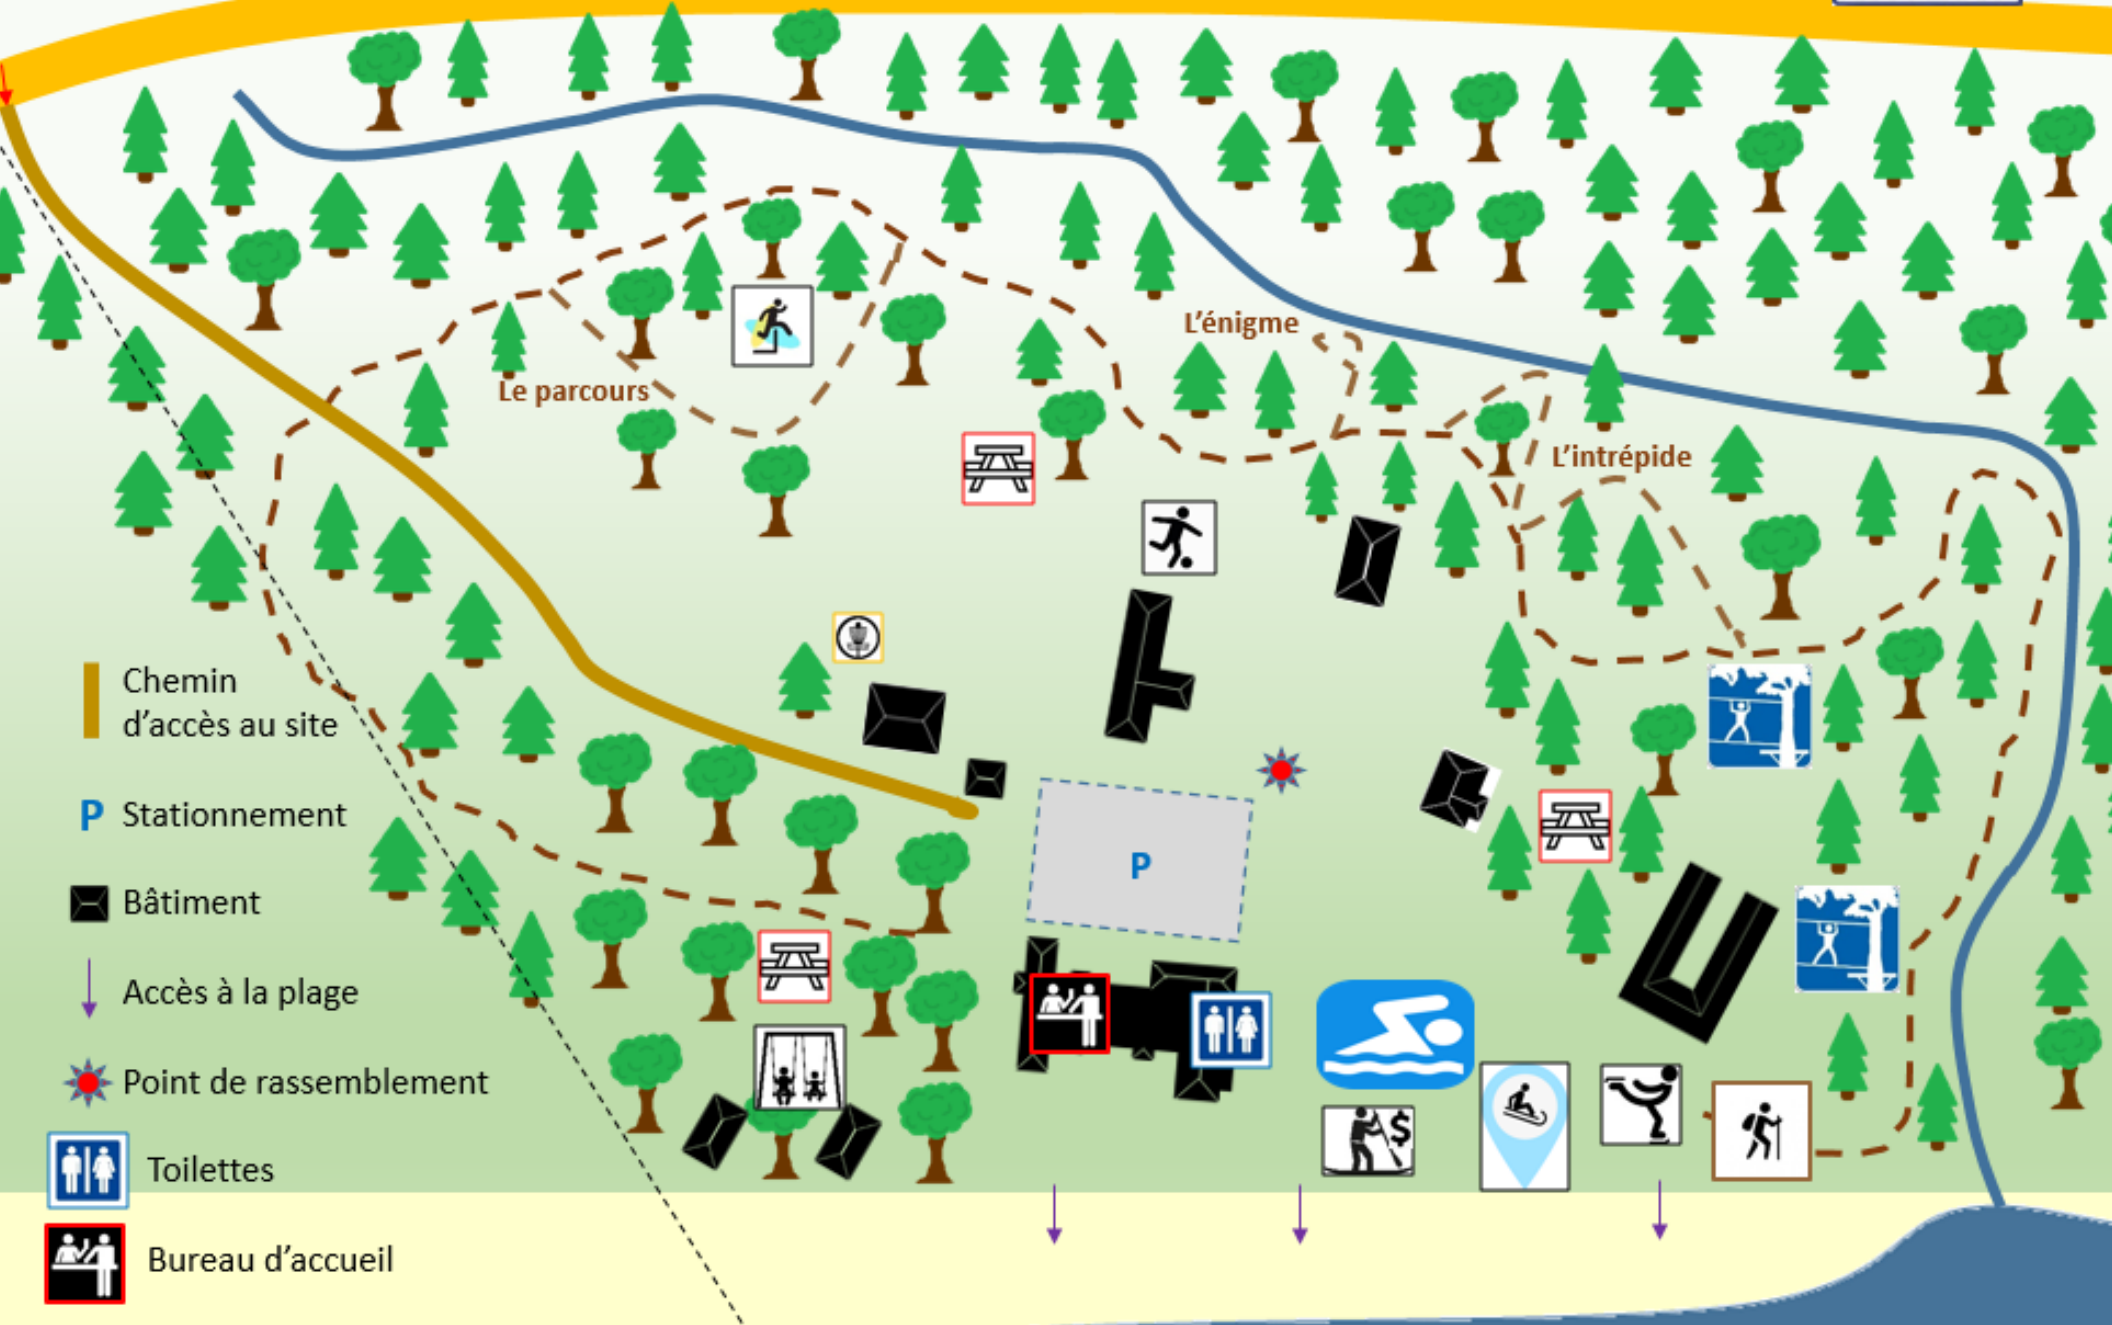 L'énigme
Le parcours
L'intrépide
Chemin
d'accès au site
P Stationnement
P
Bâtiment
Accès à la plage
Point de rassemblement
$
Toilettes
Bureau d'accueil